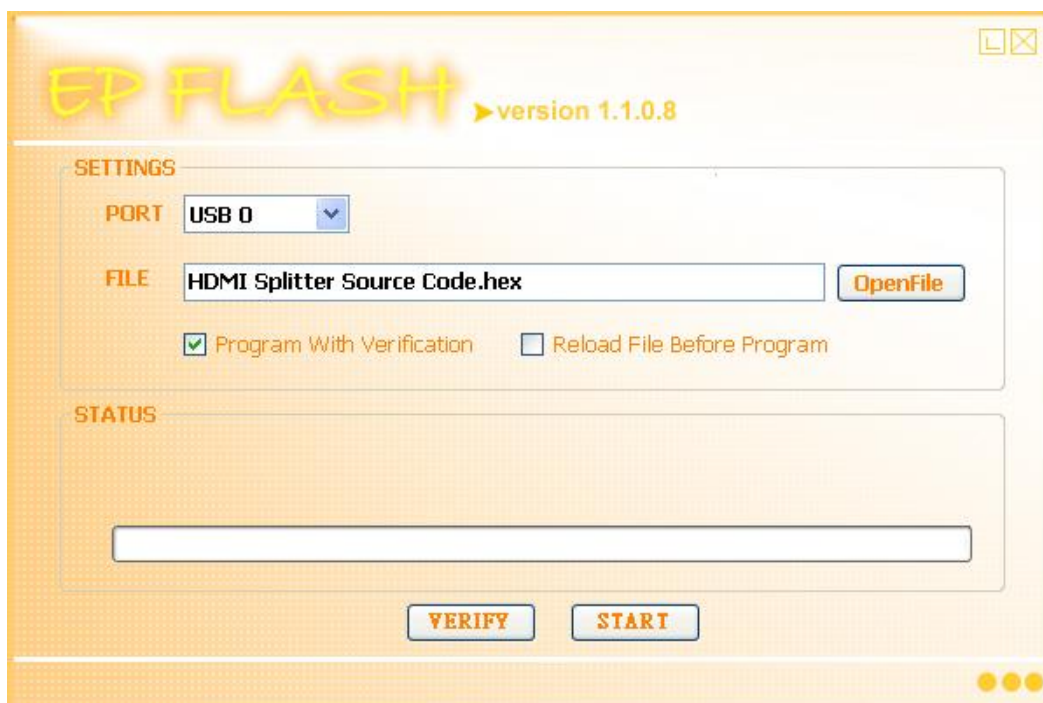 EP FLASH
version 1.1.0.8
SETTINGS
PORT USB 0
FILE HDMI Splitter Source Code.hex OpenFile
Program With Verification Reload File Before Program
STATUS
VERIFY START